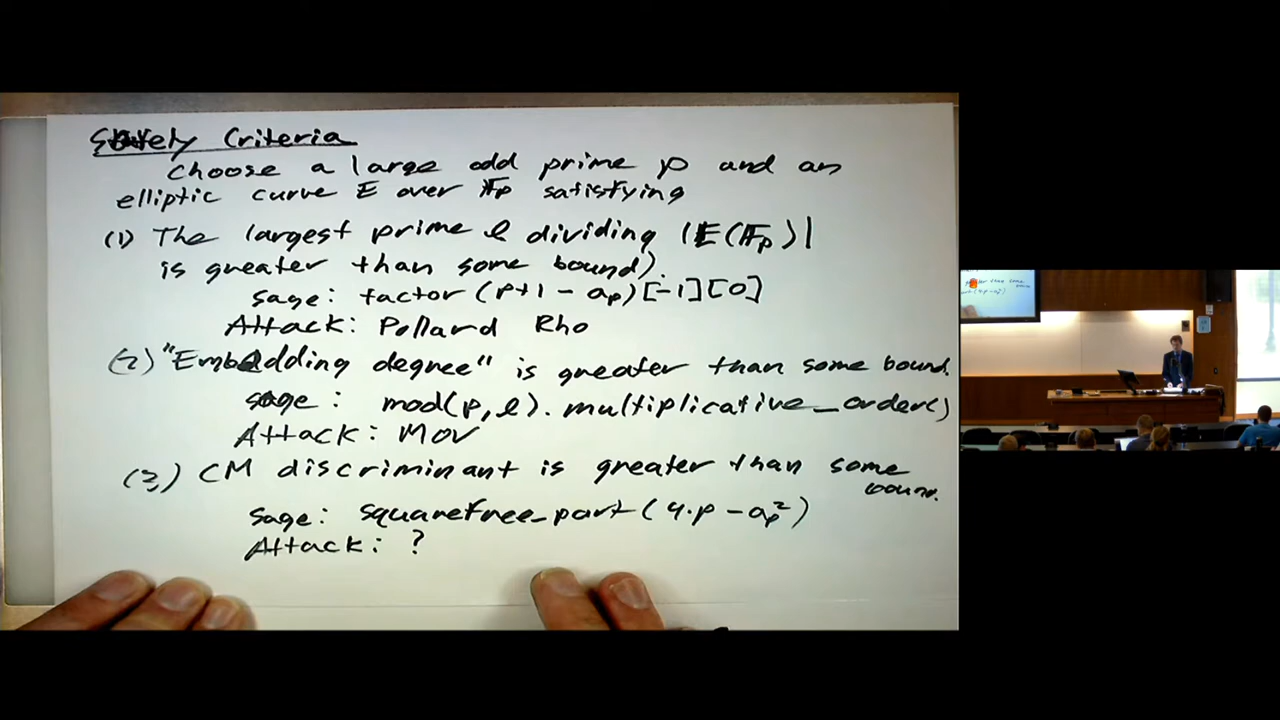 Safety Criteria
Choose a large odd prime p and an
elliptic curve E over 𝔽p satisfying
(1) The largest prime ℓ dividing |E(𝔽p)|
is greater than some bound).
sage: factor (p+1 - ap)[-1][0]
Attack: Pollard Rho
(2) "Embedding degree" is greater than some bound.
sage: mod(p, ℓ). multiplicative_order()
Attack: MOV
(3) CM discriminant is greater than some
bound.
sage: squarefree_part (4·p - ap²)
Attack: ?